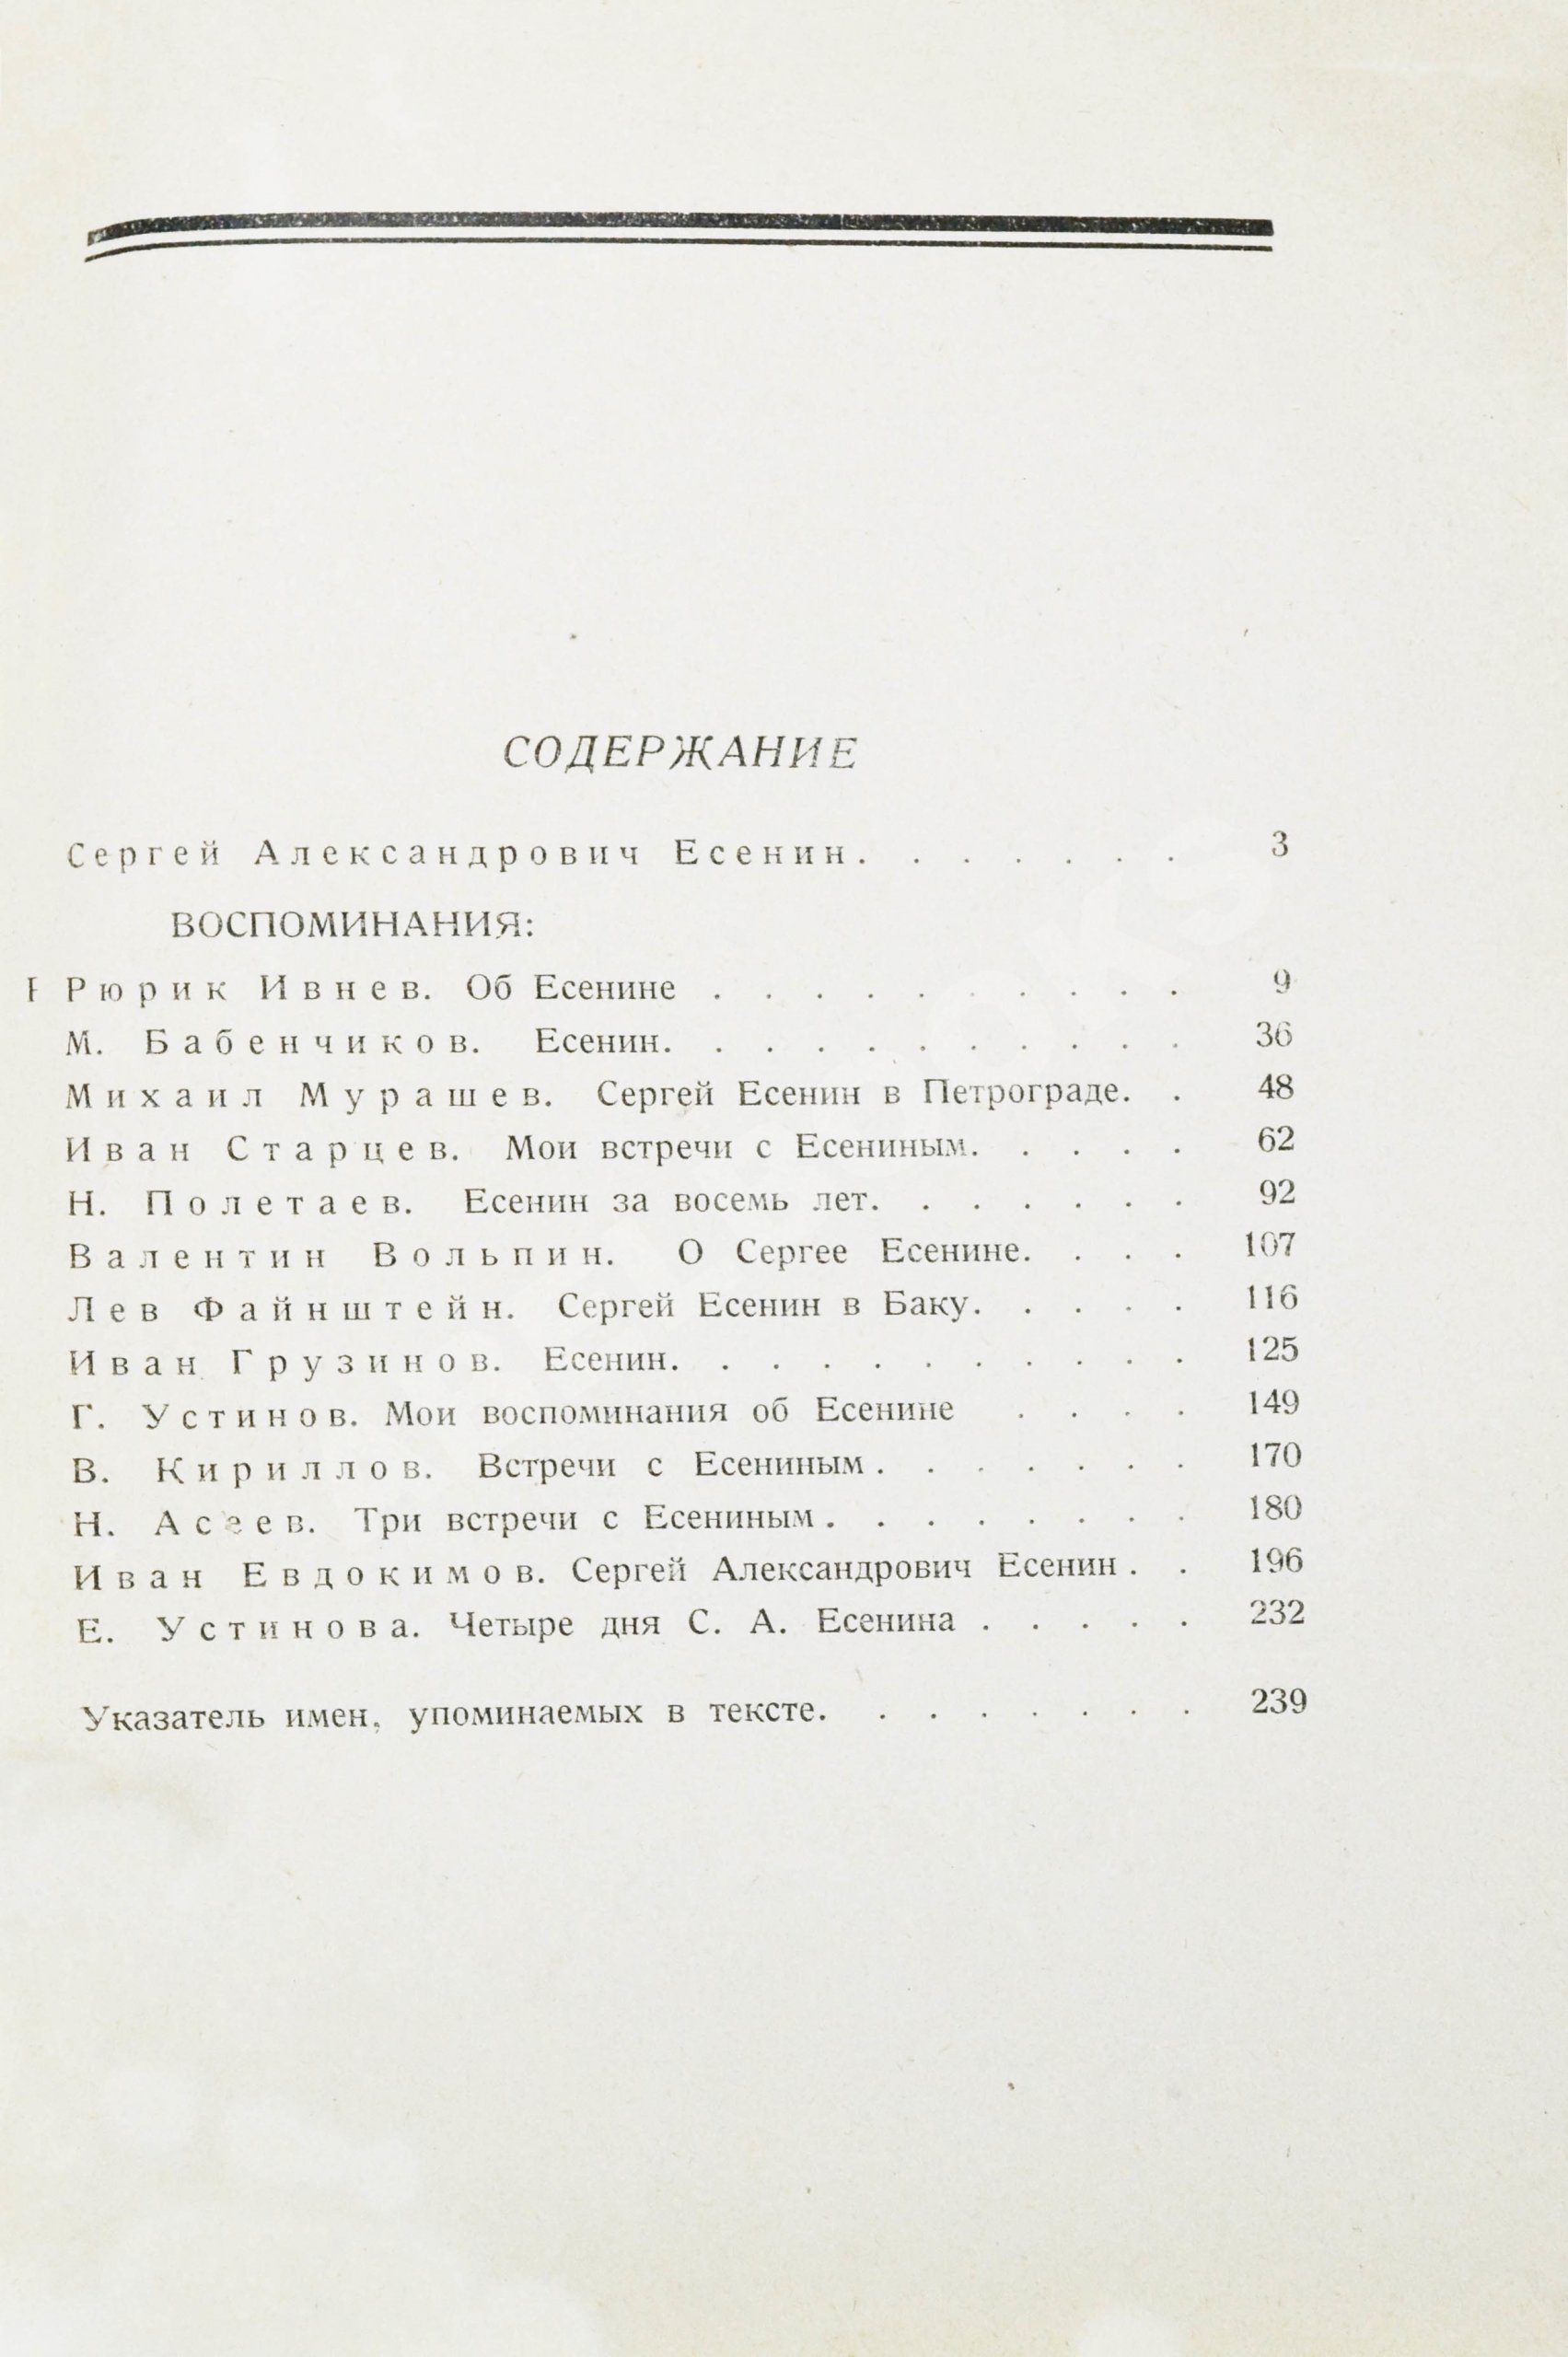 СОДЕРЖАНИЕ
Сергей Александрович Есенин. . . . . . . 3
ВОСПОМИНАНИЯ:
Рюрик Ивнев. Об Есенине . . . . . . . . . . 9
М. Бабенчиков. Есенин. . . . . . . . . . . 36
Михаил Мурашев. Сергей Есенин в Петрограде. . 48
Иван Старцев. Мои встречи с Есениным. . . . . 62
Н. Полетаев. Есенин за восемь лет. . . . . . . 92
Валентин Вольпин. О Сергее Есенине. . . . 107
Лев Файнштейн. Сергей Есенин в Баку. . . . . 116
Иван Грузинов. Есенин. . . . . . . . . . . 125
Г. Устинов. Мои воспоминания об Есенине . . . . 149
В. Кириллов. Встречи с Есениным . . . . . . . 170
Н. Асеев. Три встречи с Есениным . . . . . . . . 180
Иван Евдокимов. Сергей Александрович Есенин . . 196
Е. Устинова. Четыре дня С. А. Есенина . . . . . 232
Указатель имен, упоминаемых в тексте. . . . . . . . 239